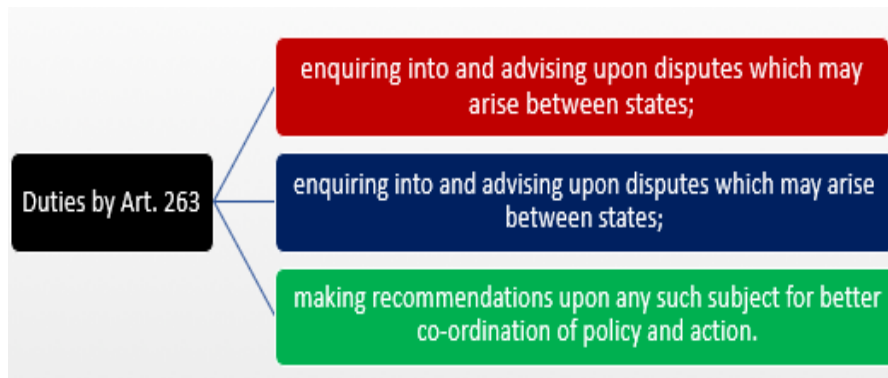 Duties by Art. 263
enquiring into and advising upon disputes which may
arise between states;
enquiring into and advising upon disputes which may arise
between states;
making recommendations upon any such subject for better
co-ordination of policy and action.